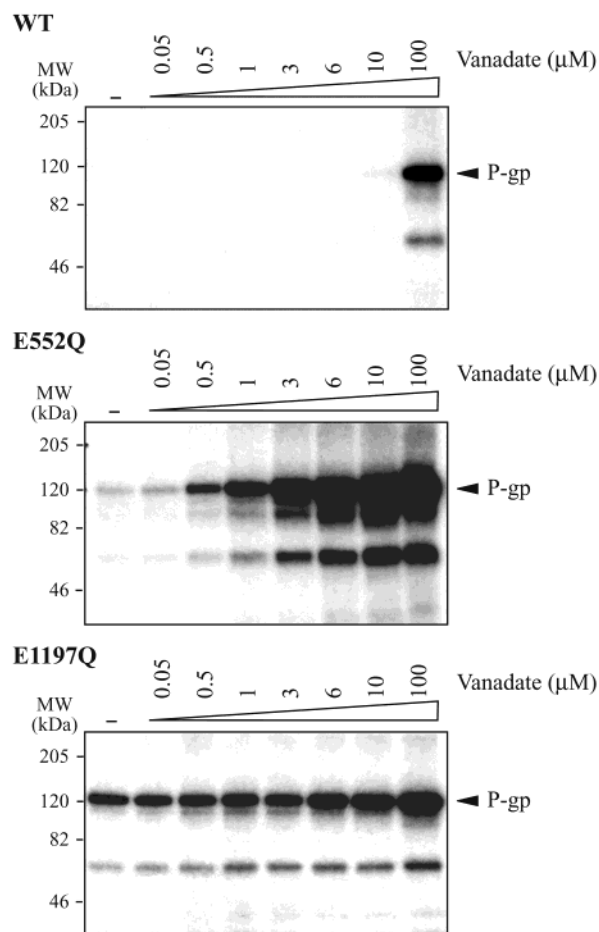 WT
0.05 0.5 1 3 6 10 100 Vanadate (μM)
MW
(kDa)
–
205
120 P-gp
82
46
E552Q
0.05 0.5 1 3 6 10 100 Vanadate (μM)
MW
(kDa)
–
205
120 P-gp
82
46
E1197Q
0.05 0.5 1 3 6 10 100 Vanadate (μM)
MW
(kDa)
–
205
120 P-gp
82
46